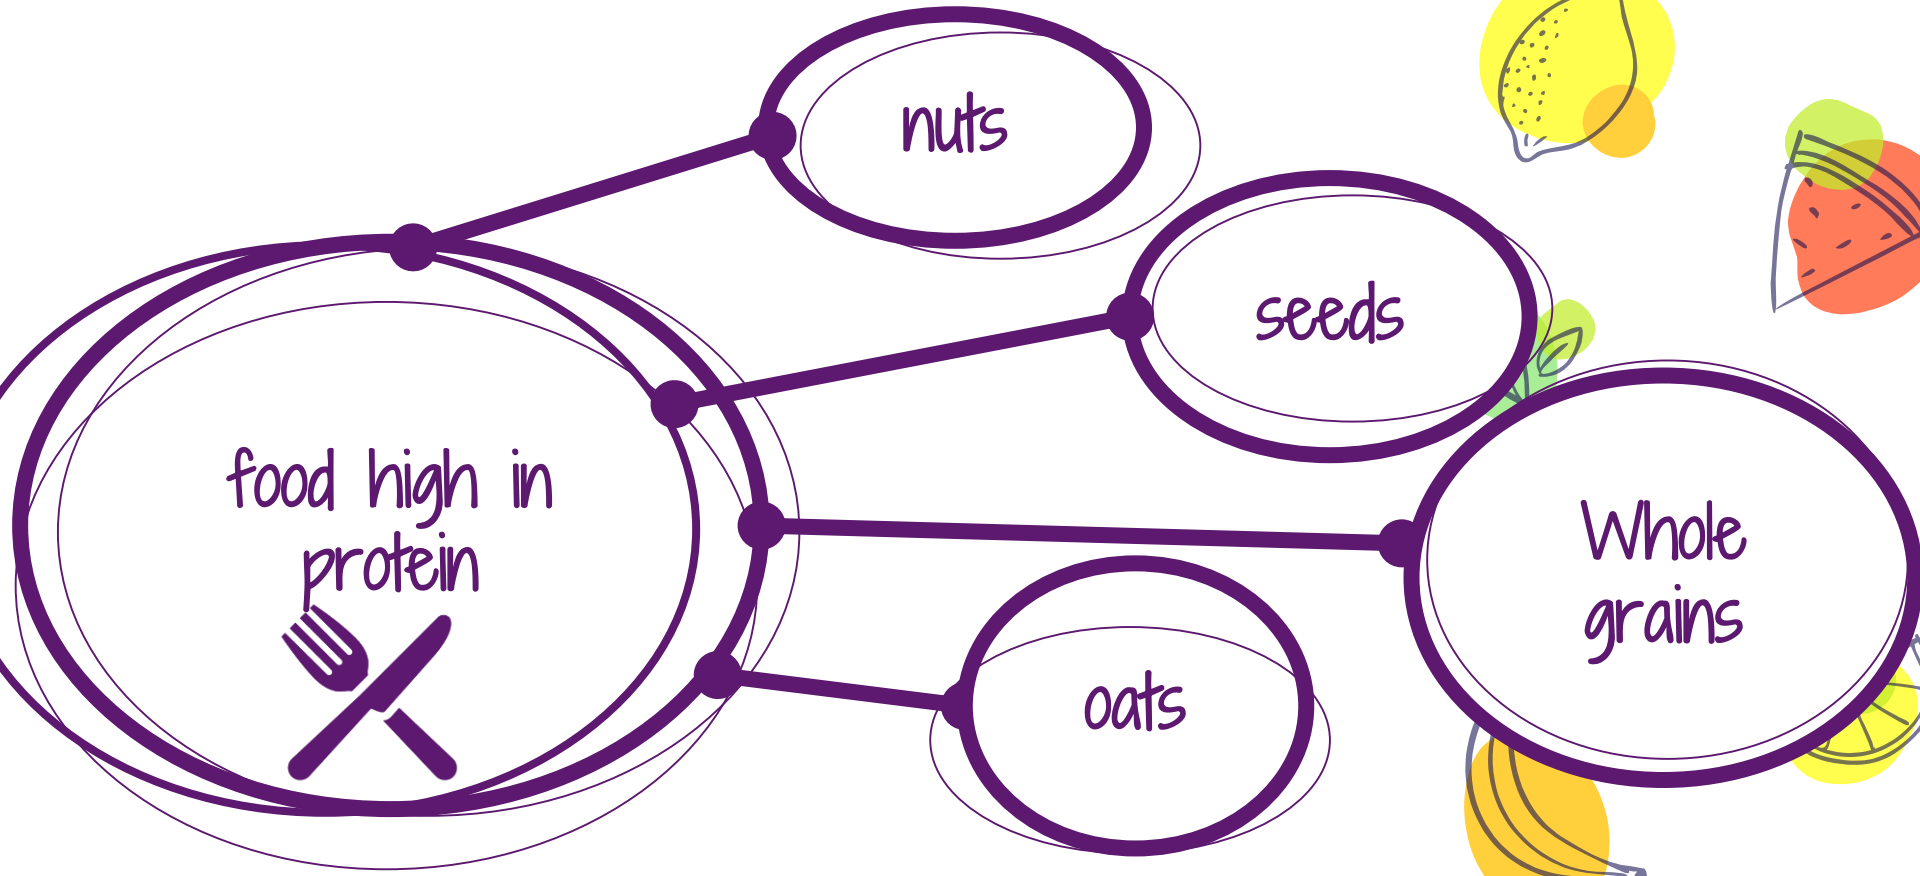 nuts
seeds
food high in
protein
Whole
grains
oats